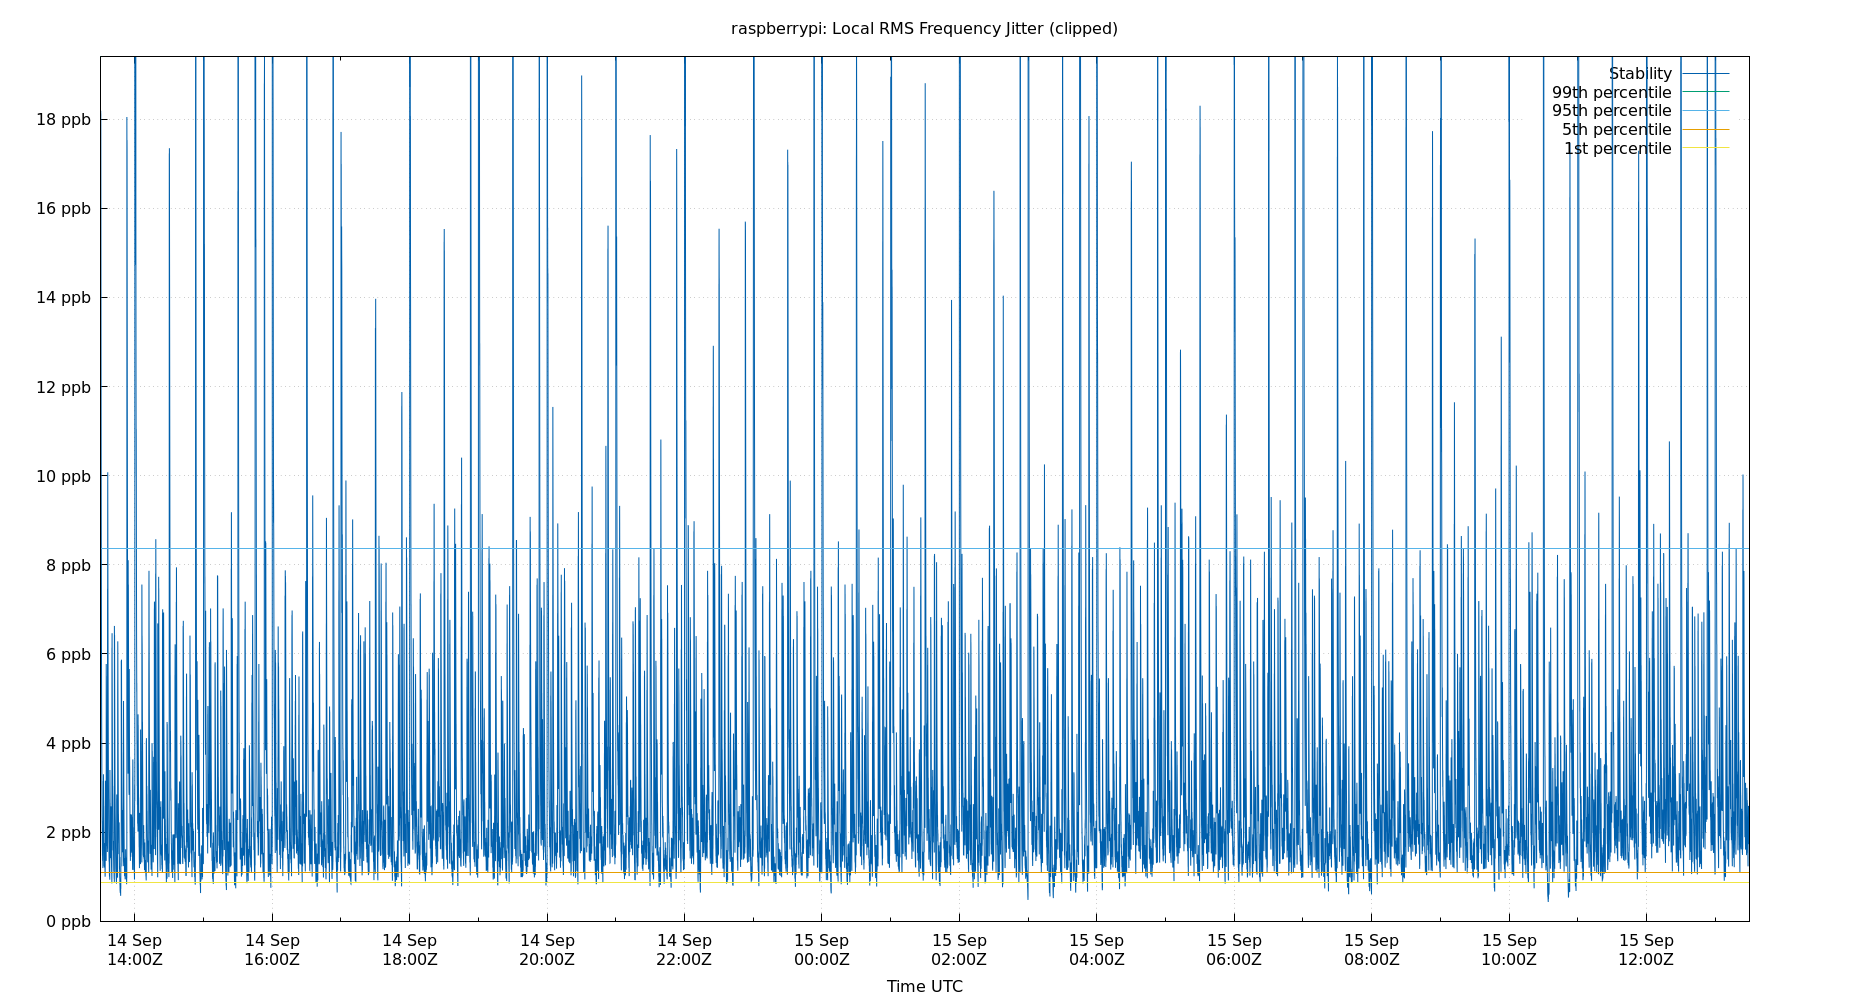 raspberrypi: Local RMS Frequency Jitter (clipped)
Stability
99th percentile
95th percentile
5th percentile
1st percentile
18 ppb
16 ppb
14 ppb
12 ppb
10 ppb
8 ppb
6 ppb
4 ppb
2 ppb
0 ppb
14 Sep 14 Sep 14 Sep 14 Sep 14 Sep 15 Sep 15 Sep 15 Sep 15 Sep 15 Sep 15 Sep 15 Sep
14:00Z 16:00Z 18:00Z 20:00Z 22:00Z 00:00Z 02:00Z 04:00Z 06:00Z 08:00Z 10:00Z 12:00Z
Time UTC